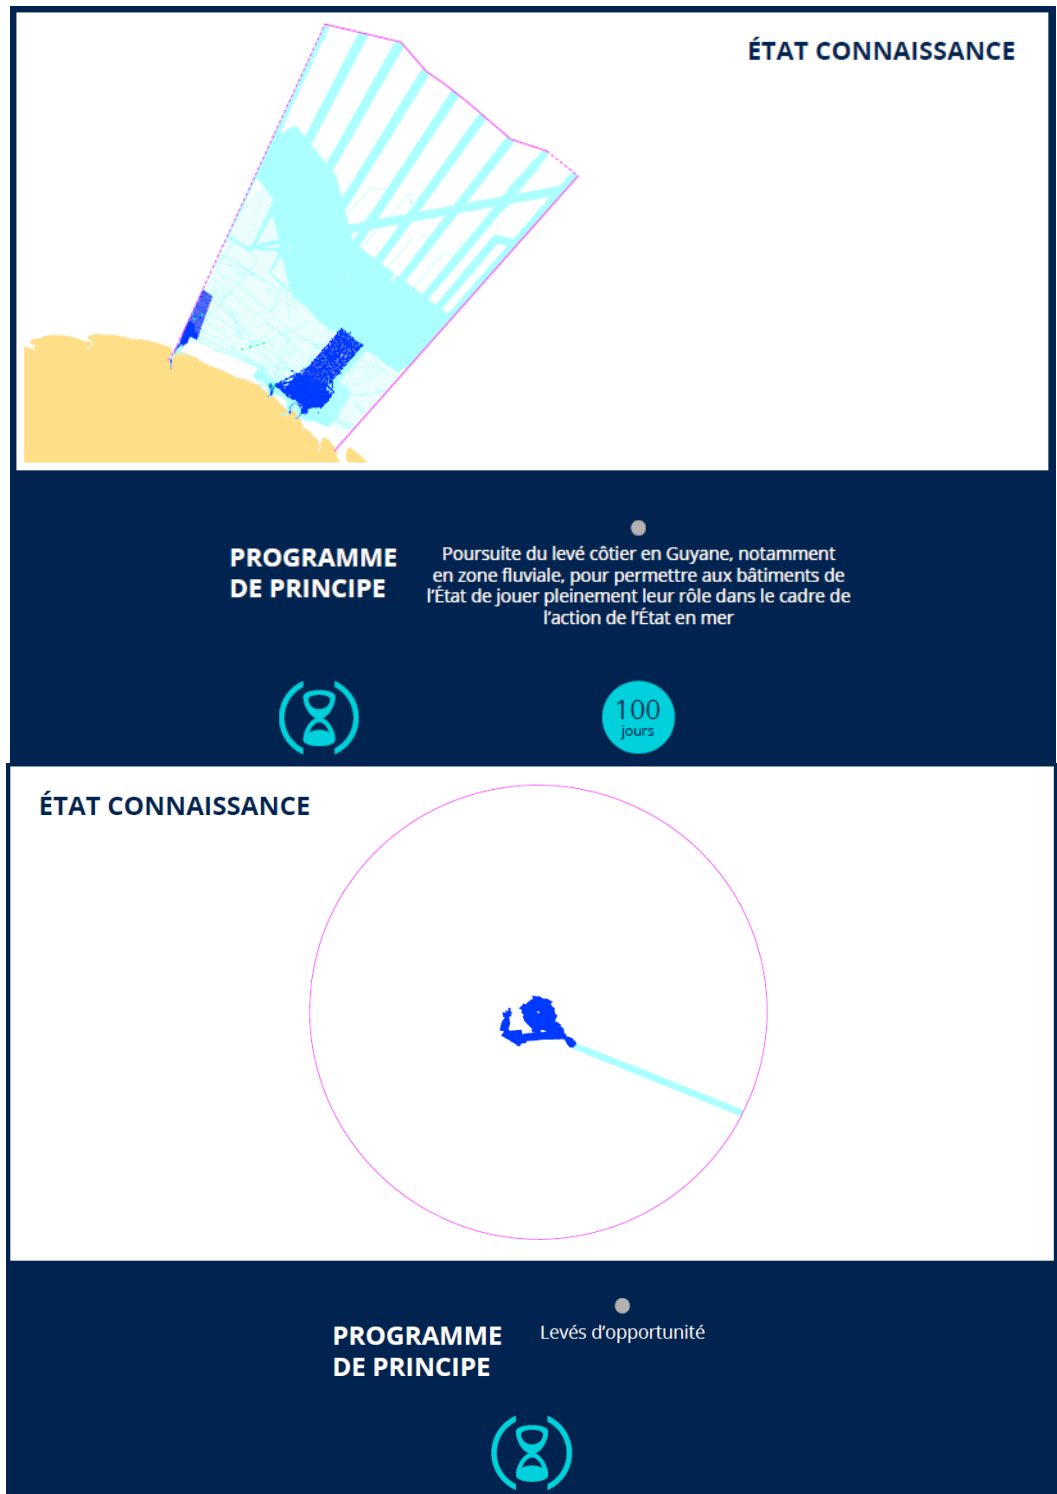 ÉTAT CONNAISSANCE
PROGRAMME
DE PRINCIPE
Poursuite du levé côtier en Guyane, notamment
en zone fluviale, pour permettre aux bâtiments de
l'État de jouer pleinement leur rôle dans le cadre de
l'action de l'État en mer
100
jours
ÉTAT CONNAISSANCE
PROGRAMME
DE PRINCIPE
Levés d'opportunité